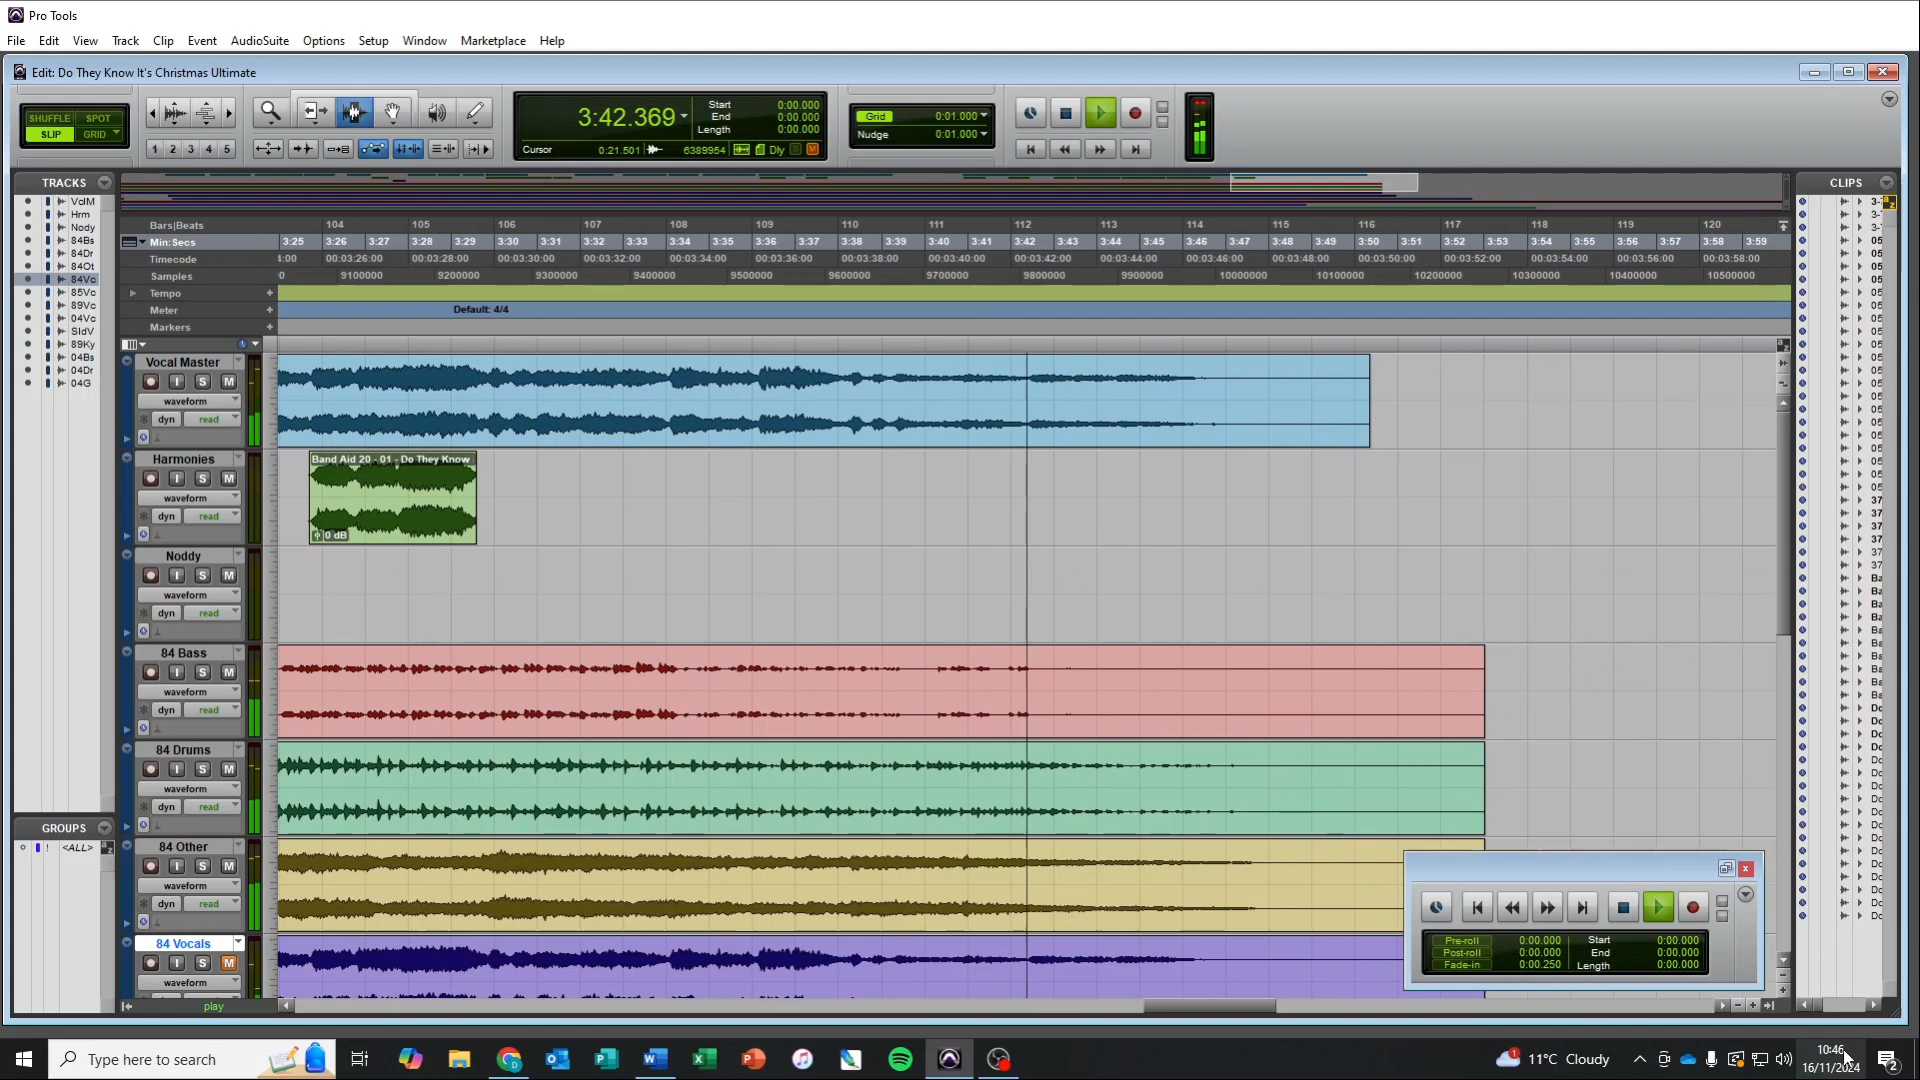 Pro Tools
File Edit View Track Clip Event AudioSuite Options Setup Window Marketplace Help
Edit: Do They Know It's Christmas Ultimate
SHUFFLE SPOT
SLIP GRID
1 2 3 4 5
3:42.369
Start 0:00.000
End 0:00.000
Length 0:00.000
Cursor 0:21.501 6389954 Dly S M
Grid 0:01.000
Nudge 0:01.000
TRACKS
VolM
Hrm
Nody
84Bs
84Dr
84Ot
84Vc
85Vc
89Vc
04Vc
SldV
89Ky
04Bs
04Dr
04G
GROUPS
! <ALL>
CLIPS
Bars|Beats 104 105 106 107 108 109 110 111 112 113 114 115 116 117 118 119 120
Min:Secs 3:25 3:26 3:27 3:28 3:29 3:30 3:31 3:32 3:33 3:34 3:35 3:36 3:37 3:38 3:39 3:40 3:41 3:42 3:43 3:44 3:45 3:46 3:47 3:48 3:49 3:50 3:51 3:52 3:53 3:54 3:55 3:56 3:57 3:58 3:59
Timecode 00:03:26:00 00:03:28:00 00:03:30:00 00:03:32:00 00:03:34:00 00:03:36:00 00:03:38:00 00:03:40:00 00:03:42:00 00:03:44:00 00:03:46:00 00:03:48:00 00:03:50:00 00:03:52:00 00:03:54:00 00:03:56:00 00:03:58:00
Samples 9100000 9200000 9300000 9400000 9500000 9600000 9700000 9800000 9900000 10000000 10100000 10200000 10300000 10400000 10500000
Tempo
Meter Default: 4/4
Markers
Vocal Master
I S M
waveform
dyn read
Harmonies
I S M
waveform
dyn read
Band Aid 20 - 01 - Do They Know
0 dB
Noddy
I S M
waveform
dyn read
84 Bass
I S M
waveform
dyn read
84 Drums
I S M
waveform
dyn read
84 Other
I S M
waveform
dyn read
84 Vocals
I S M
waveform
play
Pre-roll 0:00.000 Start 0:00.000
Post-roll 0:00.000 End 0:00.000
Fade-in 0:00.250 Length 0:00.000
Type here to search
11°C Cloudy
10:46
16/11/2024
2